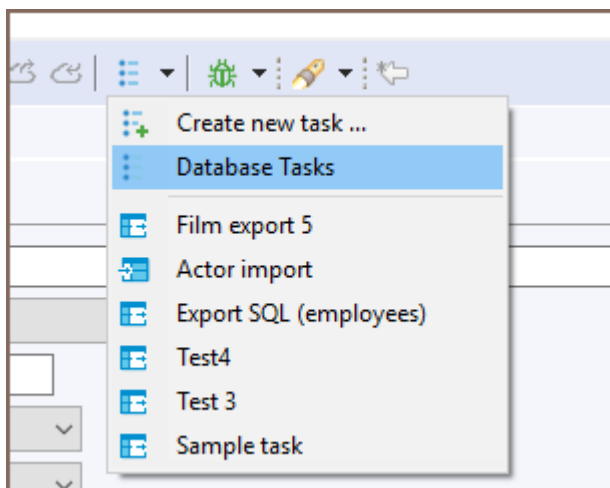 Create new task ...
Database Tasks
Film export 5
Actor import
Export SQL (employees)
Test4
Test 3
Sample task